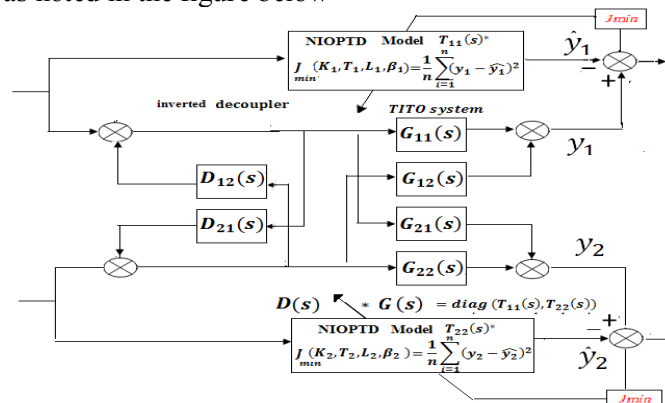 as noted in the figure below
Jmin
NIOPTD Model T₁₁(s)*
J (K₁,T₁,L₁,β₁)=1/n ∑(y₁−ŷ₁)²
min
n
i=1
ŷ₁
−
+
inverted decoupler
TITO system
G₁₁(s)
y₁
D₁₂(s)
G₁₂(s)
D₂₁(s)
G₂₁(s)
y₂
G₂₂(s)
D(s) * G(s) = diag(T₁₁(s),T₂₂(s))
NIOPTD Model T₂₂(s)*
J (K₂,T₂,L₂,β₂)=1/n ∑(y₂−ŷ₂)²
min
n
i=1
−
+
ŷ₂
Jmin